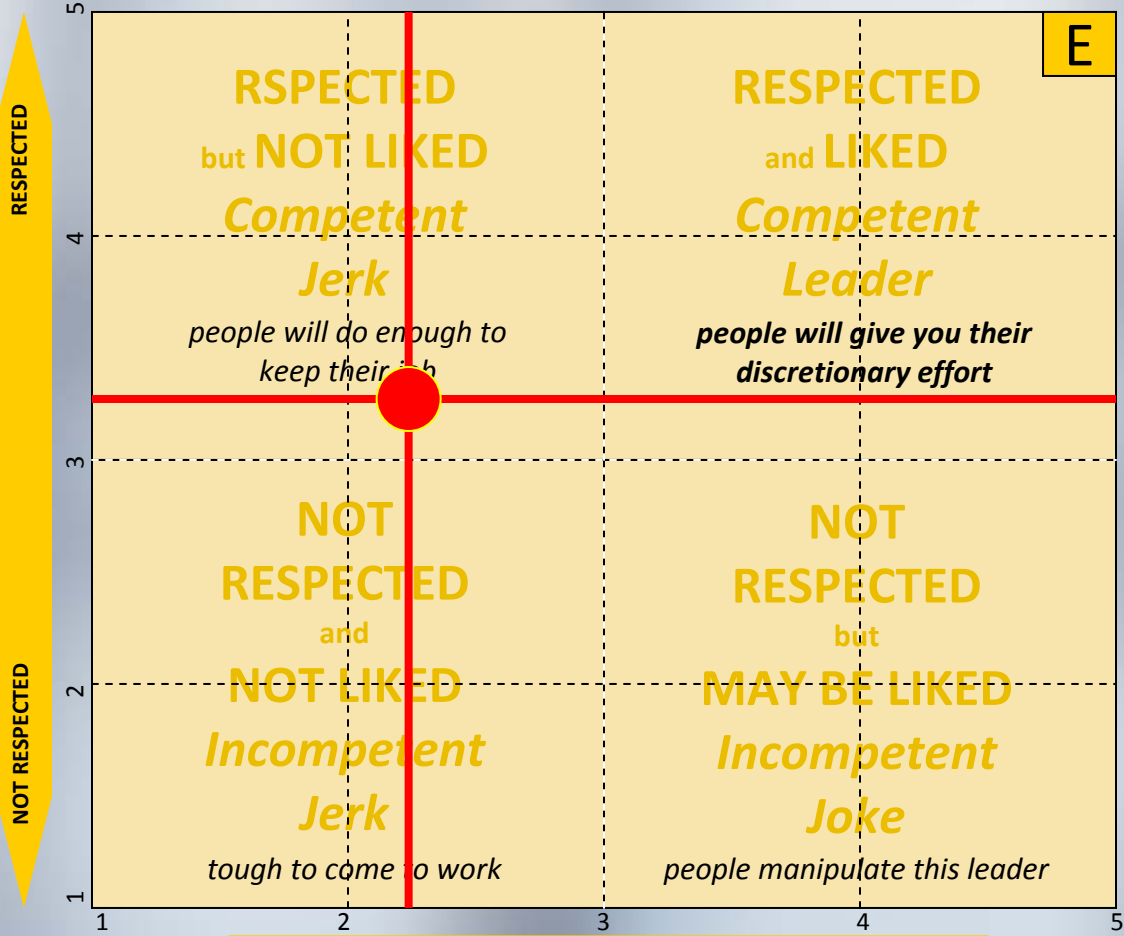 5
E
RESPECTED
RSPECTED
but NOT LIKED
Competent
Jerk
people will do enough to
keep their job
RESPECTED
and LIKED
Competent
Leader
people will give you their
discretionary effort
4
3
NOT
RESPECTED
and
NOT LIKED
Incompetent
Jerk
tough to come to work
NOT
RESPECTED
but
MAY BE LIKED
Incompetent
Joke
people manipulate this leader
2
NOT RESPECTED
1
1 2 3 4 5